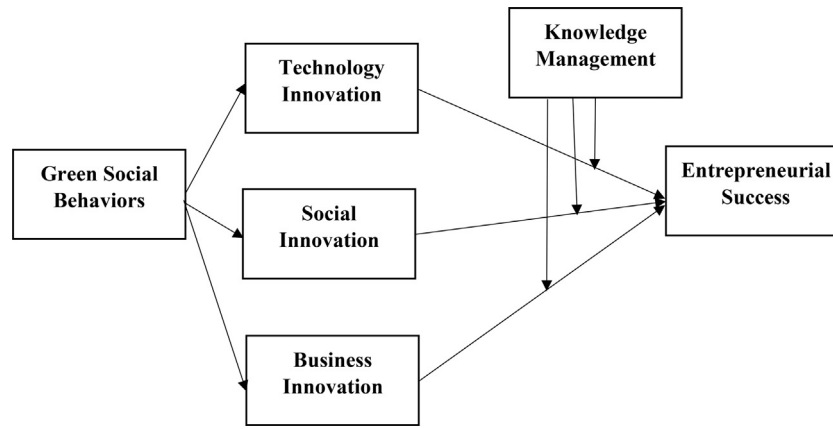 Knowledge
Management
Technology
Innovation
Green Social
Behaviors
Social
Innovation
Entrepreneurial
Success
Business
Innovation